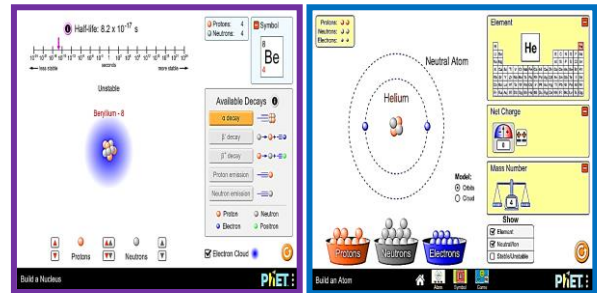 Half-life: 8.2 x 10⁻¹⁷ s
seconds
less stable
more stable
Unstable
Beryllium - 8
Protons: 4
Neutrons: 4
Symbol
8
Be
4
Available Decays
α decay
β⁻ decay
β⁺ decay
Proton emission
Neutron emission
Proton
Neutron
Electron
Positron
Protons
Neutrons
Electron Cloud
Build a Nucleus
PhET
Protons:
Neutrons:
Electrons:
Neutral Atom
Helium
Model:
Orbits
Cloud
Protons
Neutrons
Electrons
Element
He
Net Charge
0
Mass Number
4
Show
Element
Neutral/Ion
Stable/Unstable
Build an Atom
Atom
Symbol
Game
PhET